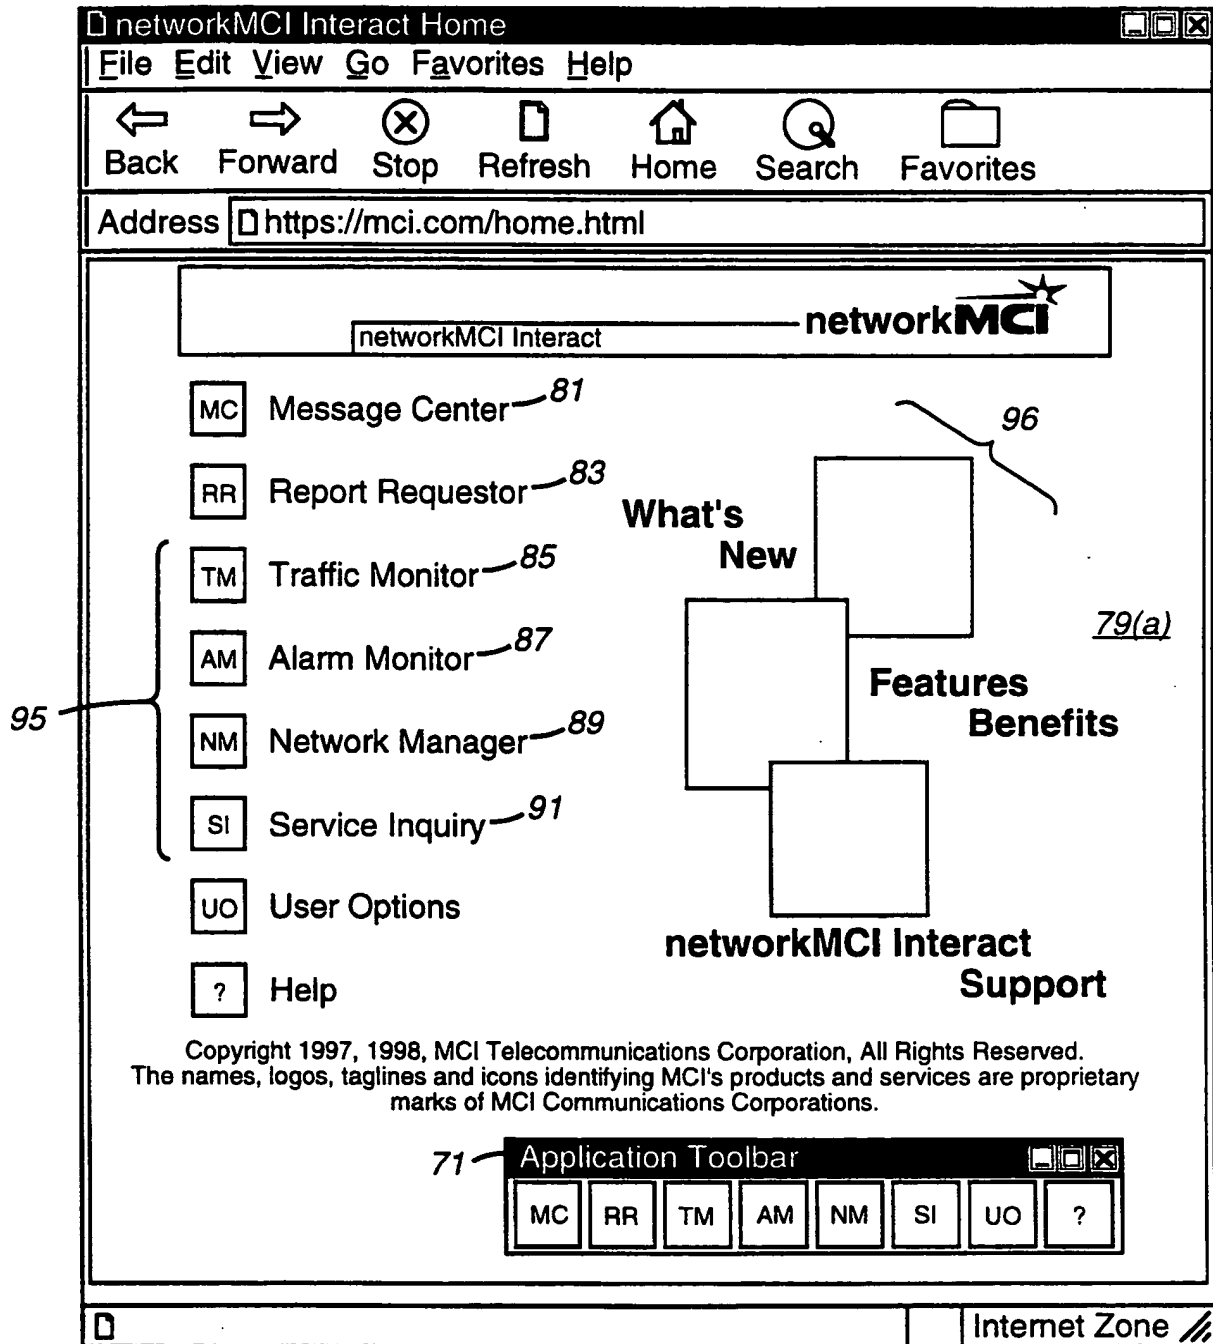 networkMCI Interact Home
File Edit View Go Favorites Help
Back Forward Stop Refresh Home Search Favorites
Address https://mci.com/home.html
networkMCI Interact
networkMCI
MC Message Center 81
RR Report Requestor 83
TM Traffic Monitor 85
AM Alarm Monitor 87
NM Network Manager 89
SI Service Inquiry 91
UO User Options
? Help
95
96
What's
New
79(a)
Features
Benefits
networkMCI Interact
Support
Copyright 1997, 1998, MCI Telecommunications Corporation, All Rights Reserved.
The names, logos, taglines and icons identifying MCI's products and services are proprietary
marks of MCI Communications Corporations.
71
Application Toolbar
MC RR TM AM NM SI UO ?
Internet Zone